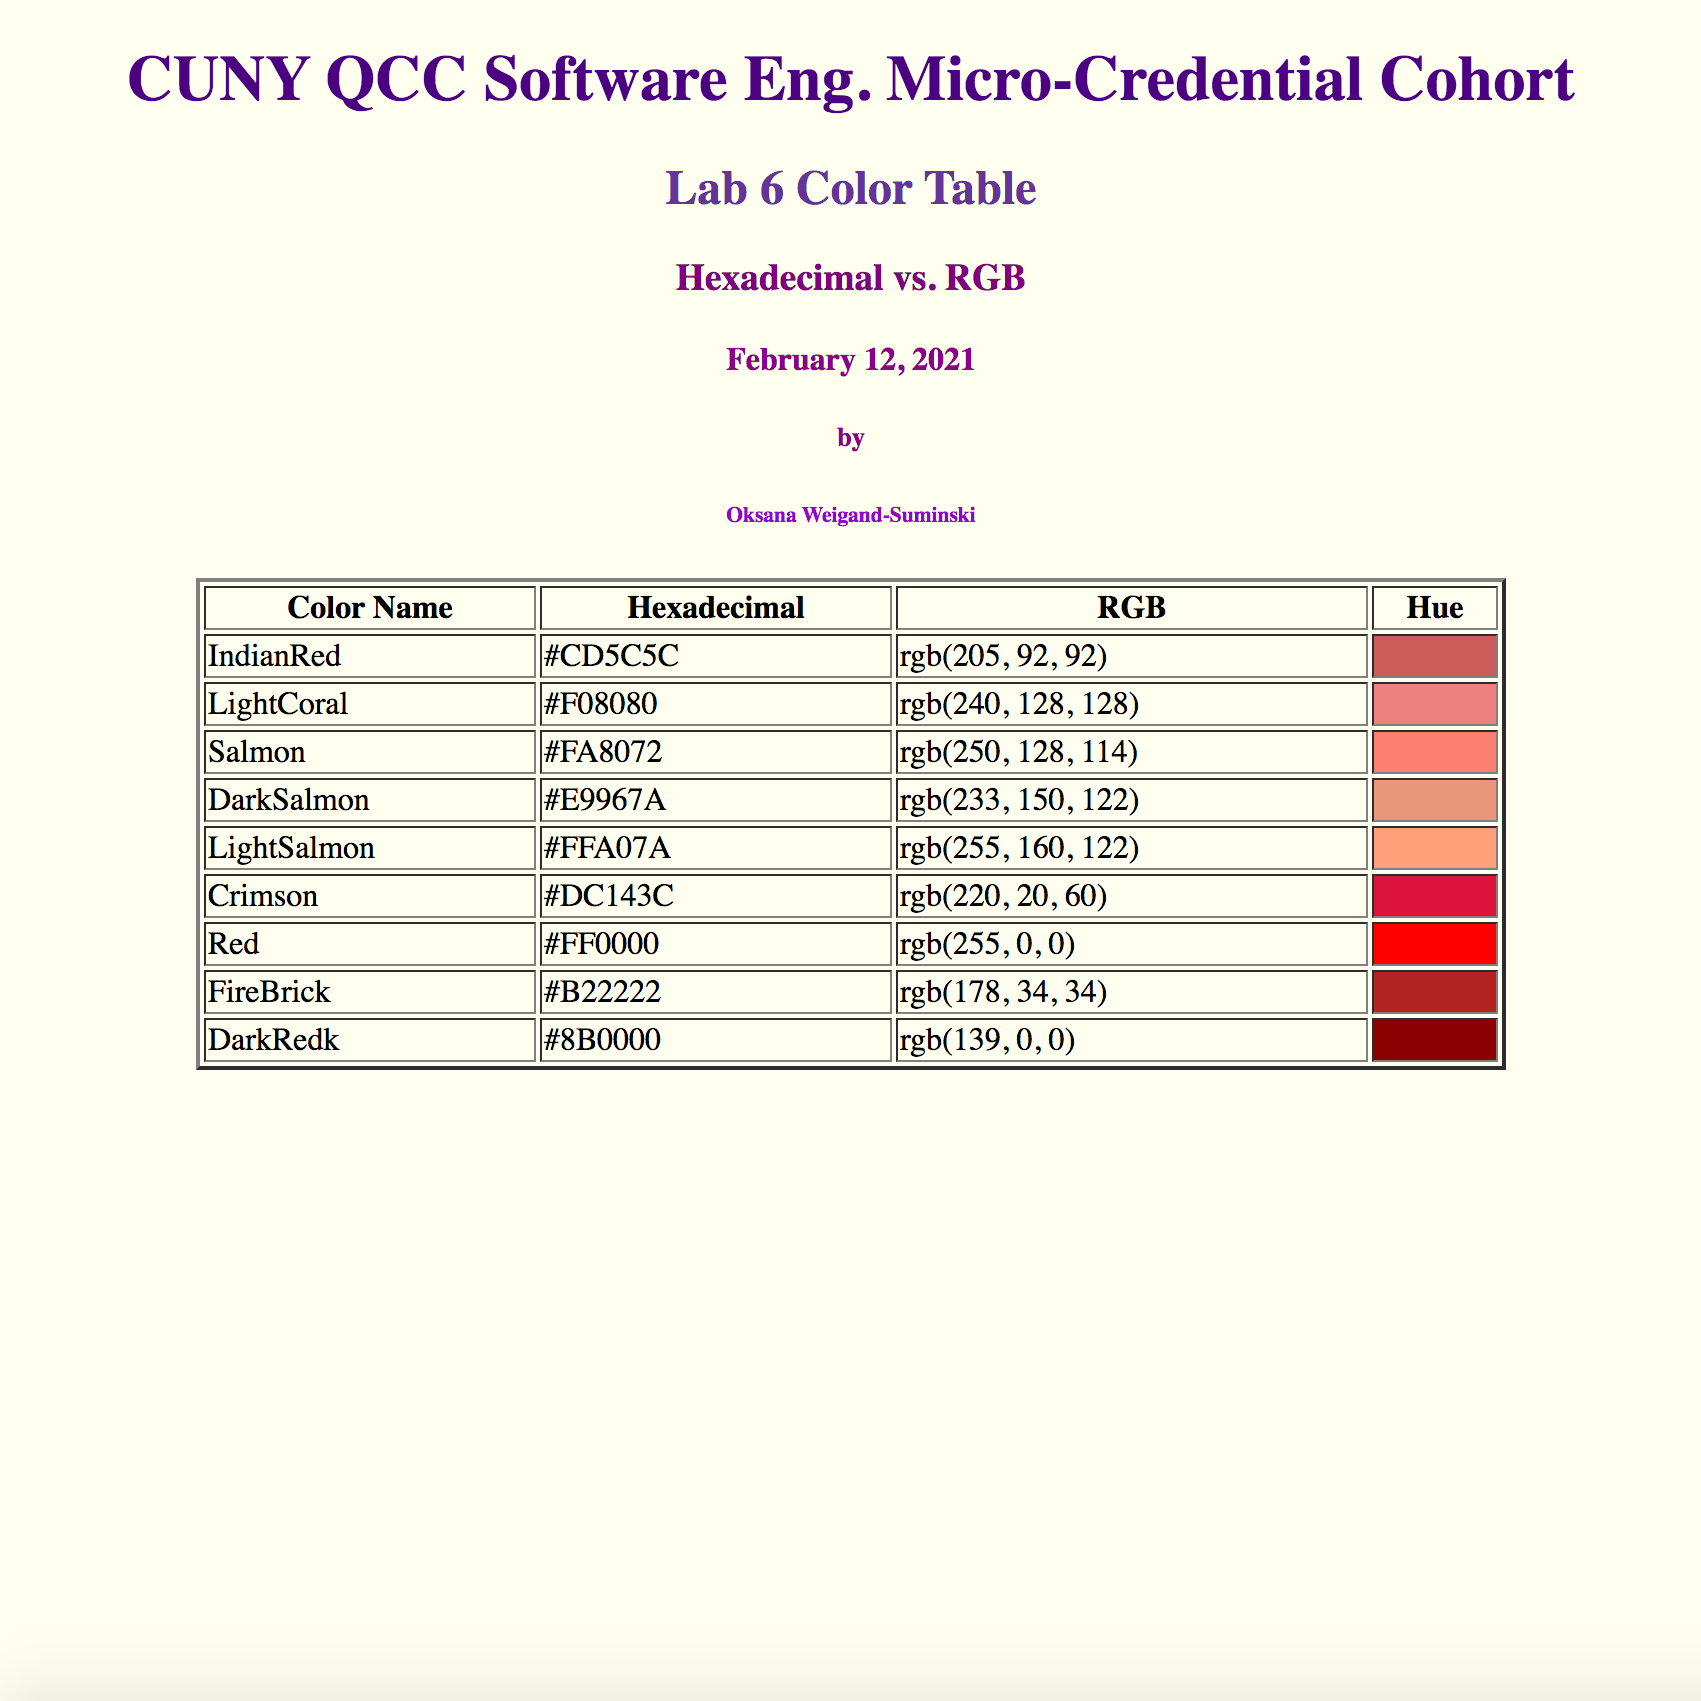 CUNY QCC Software Eng. Micro-Credential Cohort
Lab 6 Color Table
Hexadecimal vs. RGB
February 12, 2021
by
Oksana Weigand-Suminski
Color Name Hexadecimal RGB Hue
IndianRed #CD5C5C rgb(205, 92, 92)
LightCoral #F08080 rgb(240, 128, 128)
Salmon #FA8072 rgb(250, 128, 114)
DarkSalmon #E9967A rgb(233, 150, 122)
LightSalmon #FFA07A rgb(255, 160, 122)
Crimson #DC143C rgb(220, 20, 60)
Red #FF0000 rgb(255, 0, 0)
FireBrick #B22222 rgb(178, 34, 34)
DarkRedk #8B0000 rgb(139, 0, 0)